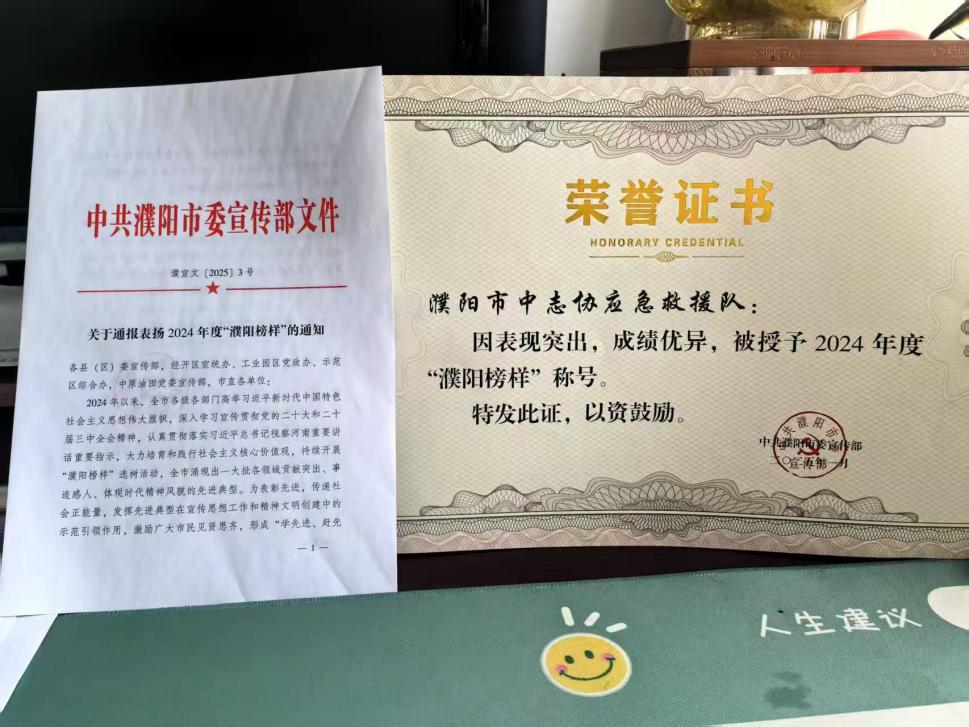 中共濮阳市委宣传部文件
濮宣文〔2025〕3号
关于通报表扬2024年度“濮阳榜样”的通知
各县(区)委宣传部,经开区宣统办、工业园区党政办、示范
区综合办,中原油田党委宣传部,市直各单位:
2024年以来,全市各级各部门高举习近平新时代中国特色
社会主义思想伟大旗帜,深入学习宣传贯彻党的二十大和二十
届三中全会精神,认真贯彻落实习近平总书记视察河南重要讲
话重要指示,大力培育和践行社会主义核心价值观,持续开展
“濮阳榜样”选树活动,全市涌现出一大批各领域贡献突出、事
迹感人、体现时代精神风貌的先进典型。为表彰先进,传递社
会正能量,发挥先进典型在宣传思想工作和精神文明创建中的
示范引领作用,激励广大市民见贤思齐,形成“学先进、赶先
— 1 —
荣誉证书
HONORARY CREDENTIAL
濮阳市中志协应急救援队:
因表现突出,成绩优异,被授予2024年度
“濮阳榜样”称号。
特发此证,以资鼓励。
中共濮阳市委宣传部
二〇二五年一月
人生建议